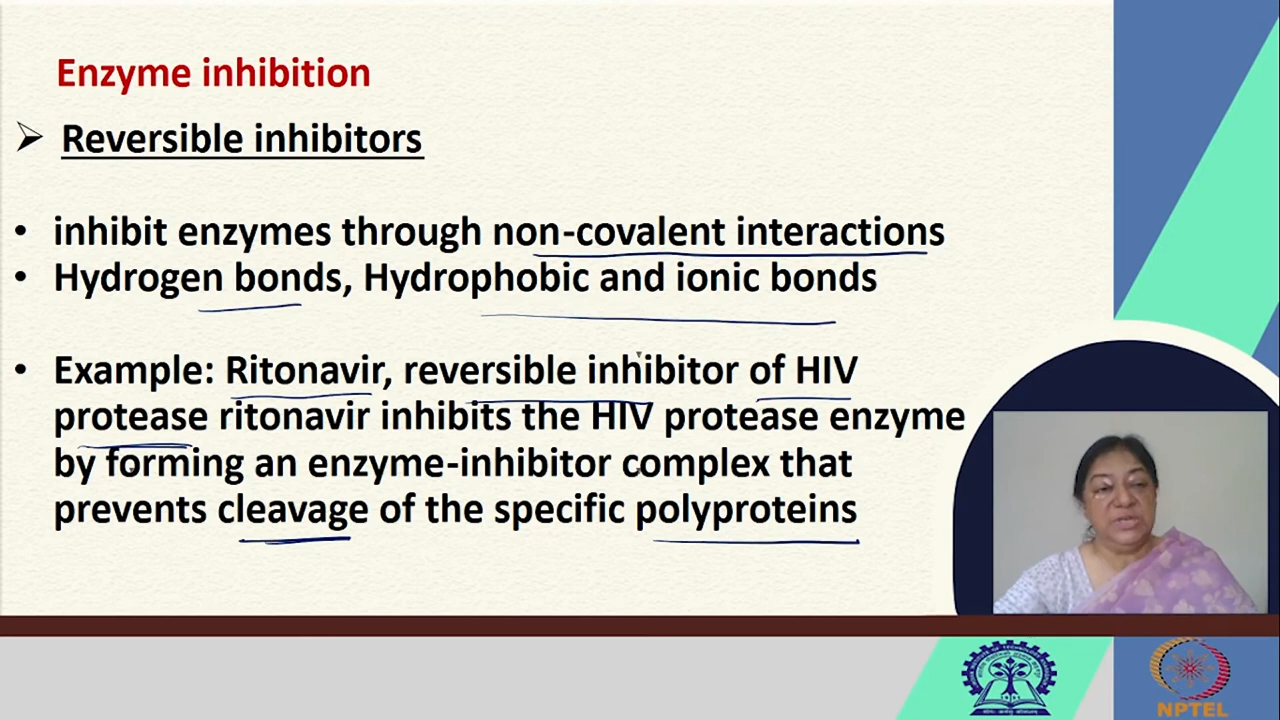 Enzyme inhibition
➢ Reversible inhibitors
• inhibit enzymes through non-covalent interactions
• Hydrogen bonds, Hydrophobic and ionic bonds
• Example: Ritonavir, reversible inhibitor of HIV
protease ritonavir inhibits the HIV protease enzyme
by forming an enzyme-inhibitor complex that
prevents cleavage of the specific polyproteins
NPTEL